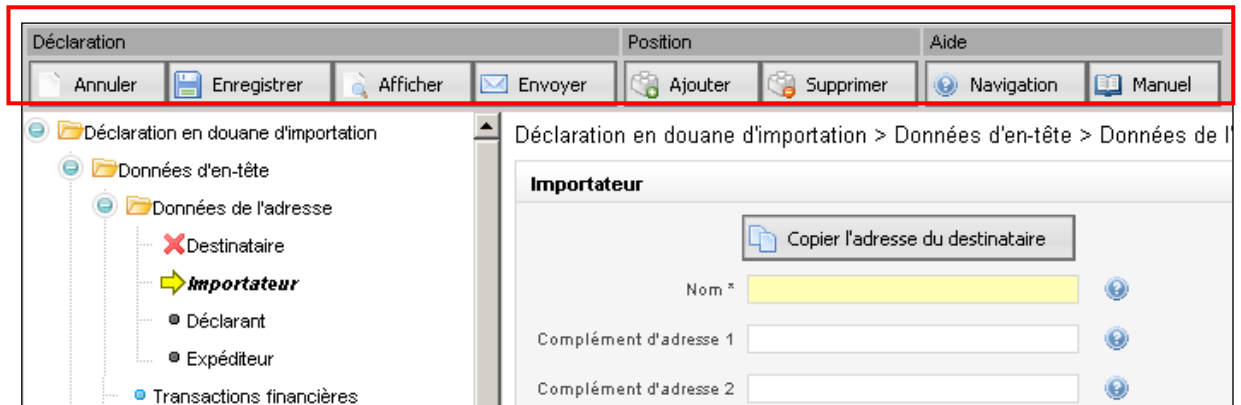 Déclaration Position Aide
Annuler Enregistrer Afficher Envoyer Ajouter Supprimer Navigation Manuel
Déclaration en douane d'importation
Données d'en-tête
Données de l'adresse
Destinataire
Importateur
Déclarant
Expéditeur
Transactions financières
Déclaration en douane d'importation > Données d'en-tête > Données de l'
Importateur
Copier l'adresse du destinataire
Nom *
Complément d'adresse 1
Complément d'adresse 2